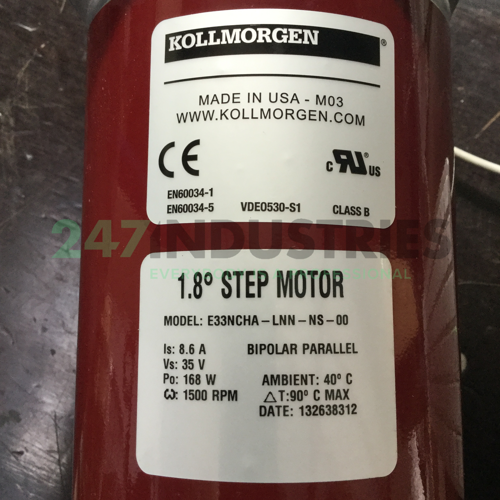 KOLLMORGEN ®
MADE IN USA - M03
WWW.KOLLMORGEN.COM
CE
c RU US
EN60034-1
EN60034-5 VDE0530-S1 CLASS B
247INDUSTRIES
1.8° STEP MOTOR
MODEL: E33NCHA-LNN-NS-00
Is: 8.6 A BIPOLAR PARALLEL
Vs: 35 V
Po: 168 W AMBIENT: 40° C
ω: 1500 RPM △T:90° C MAX
DATE: 132638312